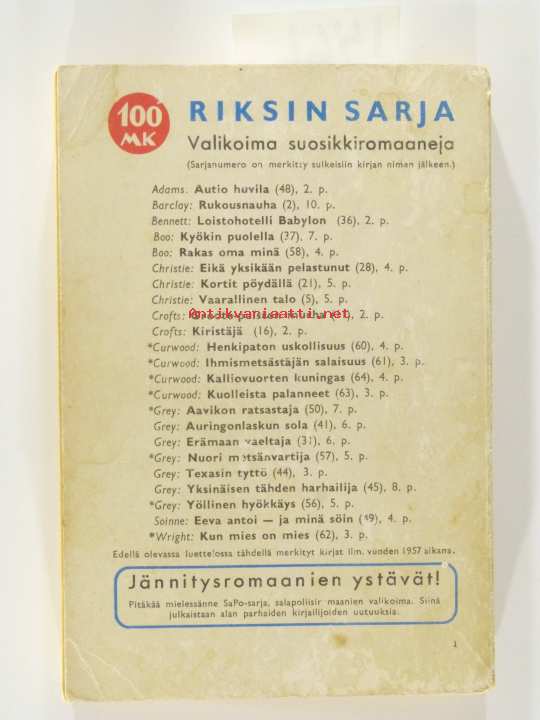 100 MK
RIKSIN SARJA
Valikoima suosikkiromaaneja
(Sarjanumero on merkitty sulkeisiin kirjan nimen jälkeen.)
Adams: Autio huvila (48), 2. p.
Barclay: Rukousnauha (2), 10. p.
Bennett: Loistohotelli Babylon (36), 2. p.
Boo: Kyökin puolella (37), 7. p.
Boo: Rakas oma minä (58), 4. p.
Christie: Eikä yksikään pelastunut (28), 4. p.
Christie: Kortit pöydällä (21), 5. p.
Christie: Vaarallinen talo (5), 5. p.
antikvariaatti.net
Crofts: 2. p.
Crofts: Kiristäjä (16), 2. p.
*Curwood: Henkipaton uskollisuus (60), 4. p.
*Curwood: Ihmismetsästäjän salaisuus (61), 3. p.
*Curwood: Kalliovuorten kuningas (64), 4. p.
*Curwood: Kuolleista palanneet (63), 3. p.
*Grey: Aavikon ratsastaja (50), 7. p.
Grey: Auringonlaskun sola (41), 6. p.
Grey: Erämaan vaeltaja (31), 6. p.
*Grey: Nuori metsänvartija (57), 5. p.
Grey: Texasin tyttö (44), 3. p.
Grey: Yksinäisen tähden harhailija (45), 8. p.
*Grey: Yöllinen hyökkäys (56), 5. p.
Soinne: Eeva antoi — ja minä söin (49), 4. p.
*Wright: Kun mies on mies (62), 3. p.
Edellä olevassa luettelossa tähdellä merkityt kirjat ilm. vuoden 1957 aikana.
Jännitysromaanien ystävät!
Pitäkää mielessänne SaPo-sarja, salapoliisir maanien valikoima. Siinä
julkaistaan alan parhaiden kirjailijoiden uutuuksia.
1